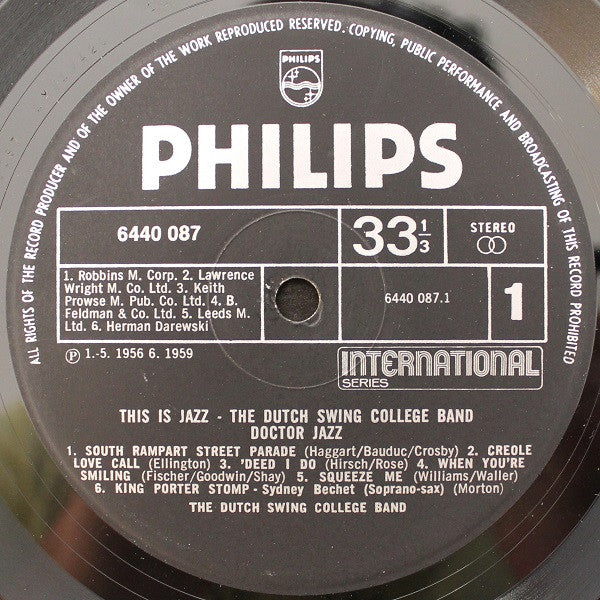 ALL RIGHTS OF THE RECORD PRODUCER AND OF THE OWNER OF THE WORK REPRODUCED RESERVED. COPYING, PUBLIC PERFORMANCE AND BROADCASTING OF THIS RECORD PROHIBITED
PHILIPS
PHILIPS
6440 087
33 1/3
STEREO
1. Robbins M. Corp. 2. Lawrence
Wright M. Co. Ltd. 3. Keith
Prowse M. Pub. Co. Ltd. 4. B.
Feldman & Co. Ltd. 5. Leeds M.
Ltd. 6. Herman Darewski
6440 087.1
1
Ⓟ 1.-5. 1956 6. 1959
INTERNATIONAL
SERIES
THIS IS JAZZ - THE DUTCH SWING COLLEGE BAND
DOCTOR JAZZ
1. SOUTH RAMPART STREET PARADE (Haggart/Bauduc/Crosby) 2. CREOLE
LOVE CALL (Ellington) 3. 'DEED I DO (Hirsch/Rose) 4. WHEN YOU'RE
SMILING (Fischer/Goodwin/Shay) 5. SQUEEZE ME (Williams/Waller)
6. KING PORTER STOMP - Sydney Bechet (Soprano-sax) (Morton)
THE DUTCH SWING COLLEGE BAND